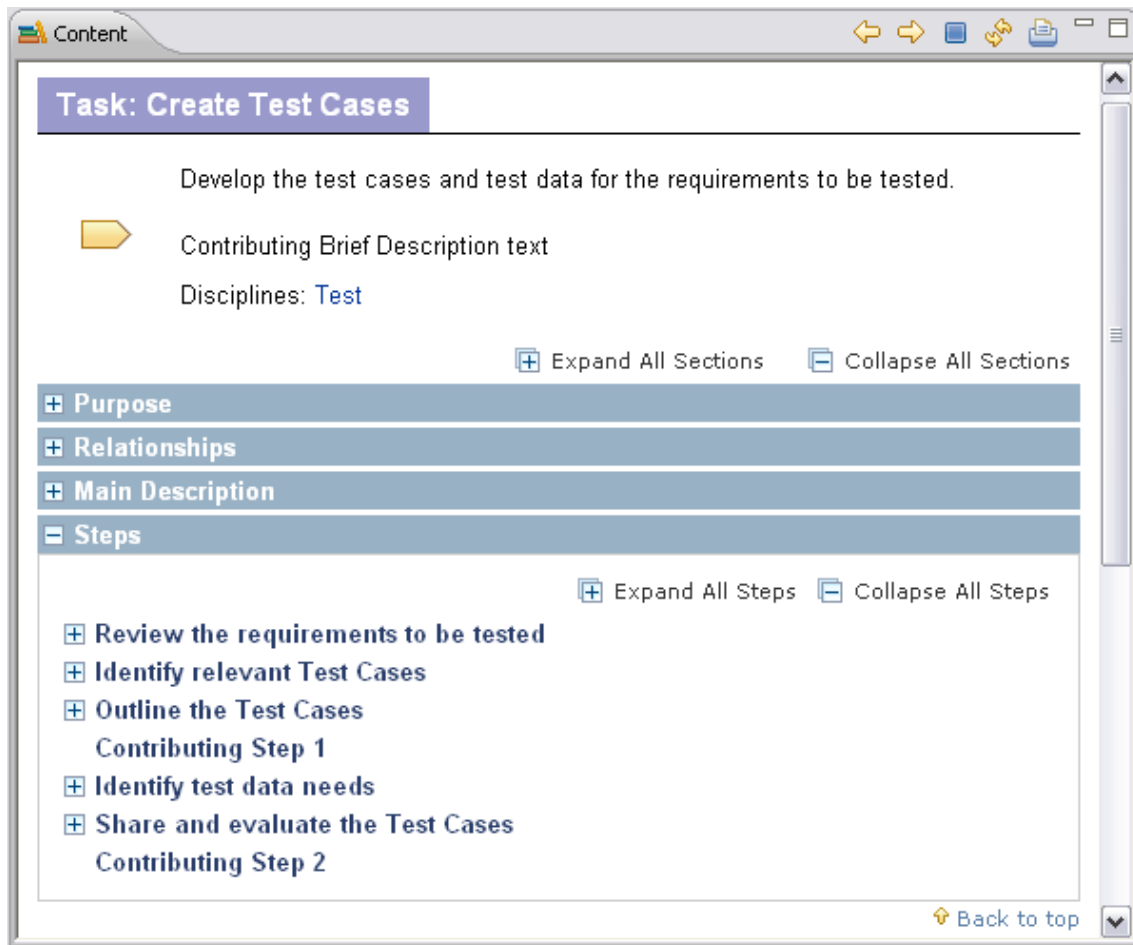 Content
Task: Create Test Cases
Develop the test cases and test data for the requirements to be tested.
Contributing Brief Description text
Disciplines: Test
Expand All Sections Collapse All Sections
Purpose
Relationships
Main Description
Steps
Expand All Steps Collapse All Steps
Review the requirements to be tested
Identify relevant Test Cases
Outline the Test Cases
Contributing Step 1
Identify test data needs
Share and evaluate the Test Cases
Contributing Step 2
Back to top